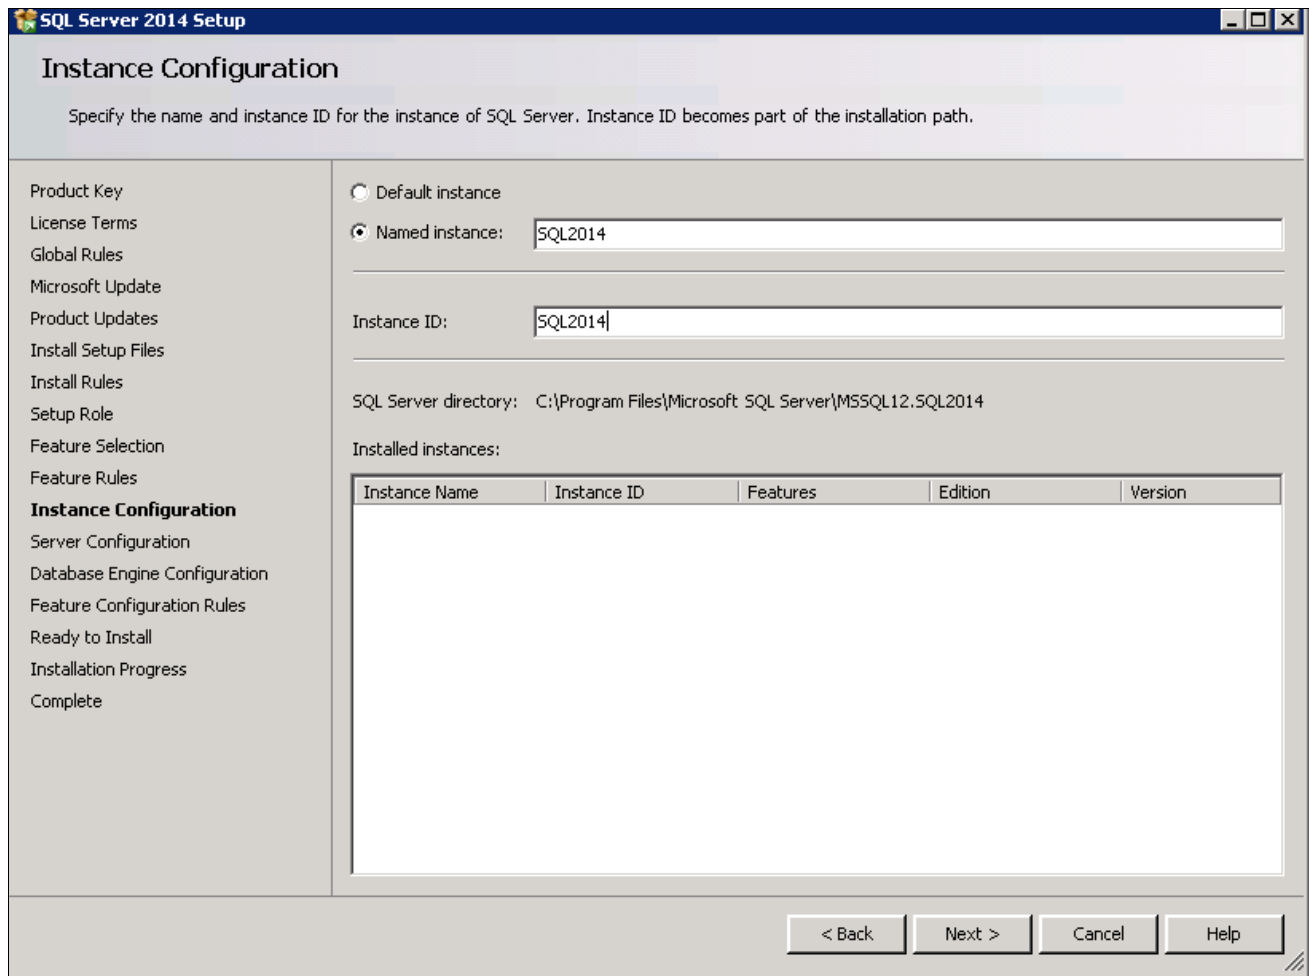 SQL Server 2014 Setup
Instance Configuration
Specify the name and instance ID for the instance of SQL Server. Instance ID becomes part of the installation path.
Product Key
License Terms
Global Rules
Microsoft Update
Product Updates
Install Setup Files
Install Rules
Setup Role
Feature Selection
Feature Rules
Instance Configuration
Server Configuration
Database Engine Configuration
Feature Configuration Rules
Ready to Install
Installation Progress
Complete
Default instance
Named instance: SQL2014
Instance ID: SQL2014
SQL Server directory: C:\Program Files\Microsoft SQL Server\MSSQL12.SQL2014
Installed instances:
Instance Name Instance ID Features Edition Version
< Back Next > Cancel Help